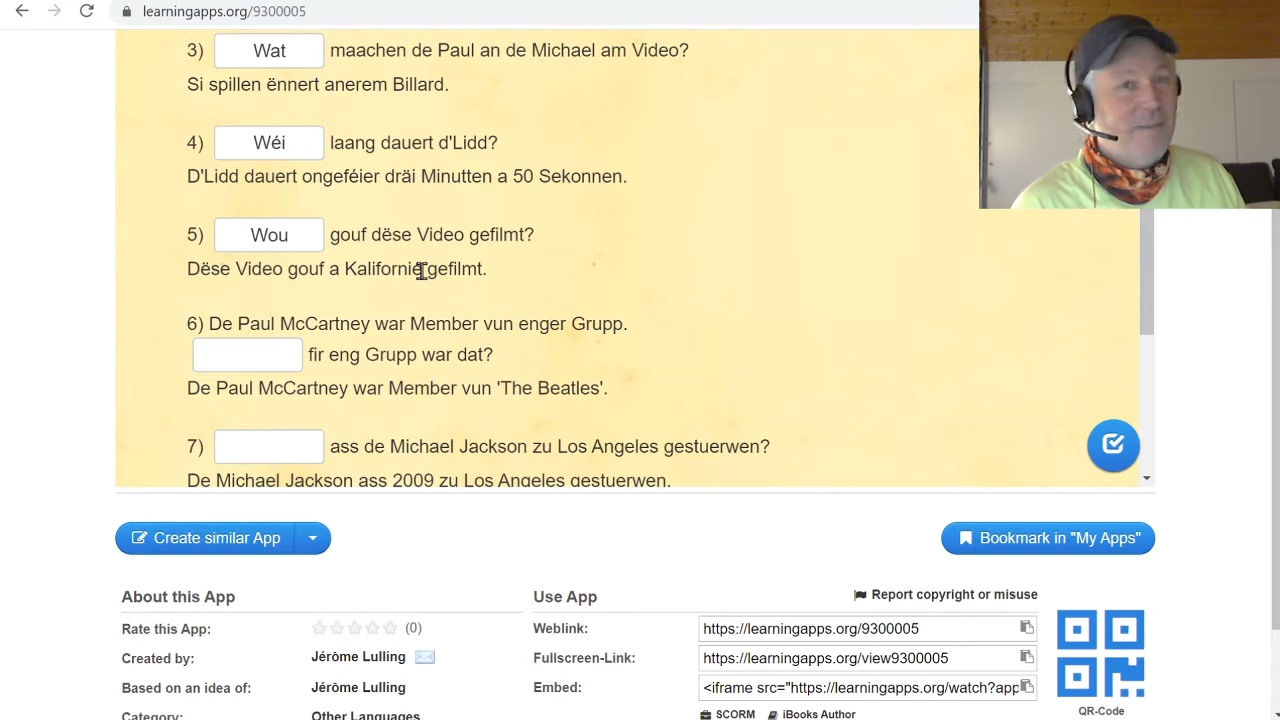 learningapps.org/9300005
3) Wat maachen de Paul an de Michael am Video?
Si spillen ënnert anerem Billard.
4) Wéi laang dauert d'Lidd?
D'Lidd dauert ongeféier dräi Minutten a 50 Sekonnen.
5) Wou gouf dëse Video gefilmt?
Dëse Video gouf a Kalifornie gefilmt.
6) De Paul McCartney war Member vun enger Grupp.
fir eng Grupp war dat?
De Paul McCartney war Member vun 'The Beatles'.
7) ass de Michael Jackson zu Los Angeles gestuerwen?
De Michael Jackson ass 2009 zu Los Angeles gestuerwen.
Create similar App
Bookmark in "My Apps"
About this App
Rate this App: (0)
Created by: Jérôme Lulling
Based on an idea of: Jérôme Lulling
Category: Other Languages
Use App
Report copyright or misuse
Weblink: https://learningapps.org/9300005
Fullscreen-Link: https://learningapps.org/view9300005
Embed: <iframe src="https://learningapps.org/watch?app
SCORM iBooks Author
QR-Code